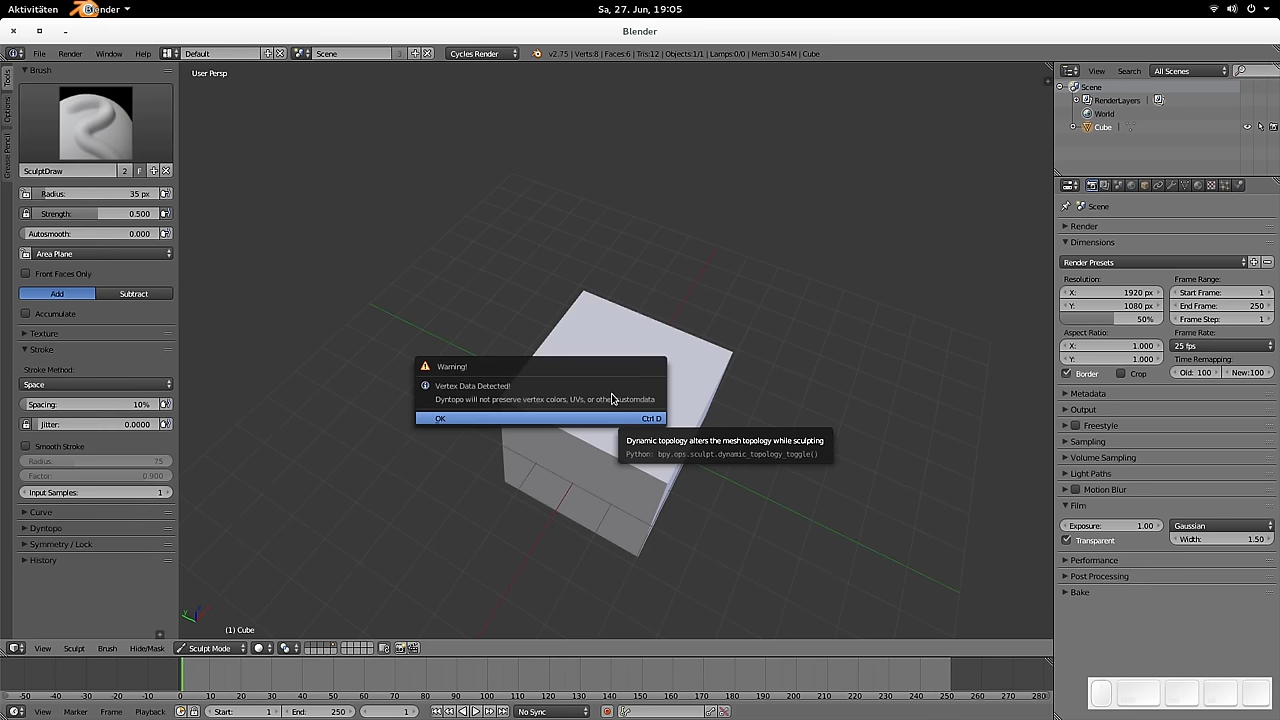 Aktivitäten
Blender
Sa, 27. Jun, 19:05
Blender
File Render Window Help
Default
Scene
3
Cycles Render
v2.75 | Verts:8 | Faces:6 | Tris:12 | Objects:1/1 | Lamps:0/0 | Mem:30.54M | Cube
Tools
Options
Grease Pencil
Brush
SculptDraw
2
F
Radius: 35 px
Strength: 0.500
Autosmooth: 0.000
Area Plane
Front Faces Only
Add
Subtract
Accumulate
Texture
Stroke
Stroke Method:
Space
Spacing: 10%
Jitter: 0.0000
Smooth Stroke
Radius: 75
Factor: 0.900
Input Samples: 1
Curve
Dyntopo
Symmetry / Lock
History
User Persp
Warning!
Vertex Data Detected!
Dyntopo will not preserve vertex colors, UVs, or other customdata
OK Ctrl D
Dynamic topology alters the mesh topology while sculpting
Python: bpy.ops.sculpt.dynamic_topology_toggle()
(1) Cube
View Sculpt Brush Hide/Mask
Sculpt Mode
-50 -40 -30 -20 -10 0 10 20 30 40 50 60 70 80 90 100 110 120 130 140 150 160 170 180 190 200 210 220 230 240 250 260 270 280
View Marker Frame Playback
Start: 1
End: 250
1
No Sync
View Search
All Scenes
Scene
RenderLayers
World
Cube
Scene
Render
Dimensions
Render Presets
Resolution:
X: 1920 px
Y: 1080 px
50%
Aspect Ratio:
X: 1.000
Y: 1.000
Border
Crop
Frame Range:
Start Frame: 1
End Frame: 250
Frame Step: 1
Frame Rate:
25 fps
Time Remapping:
Old: 100
New:100
Metadata
Output
Freestyle
Sampling
Volume Sampling
Light Paths
Motion Blur
Film
Exposure: 1.00
Transparent
Gaussian
Width: 1.50
Performance
Post Processing
Bake